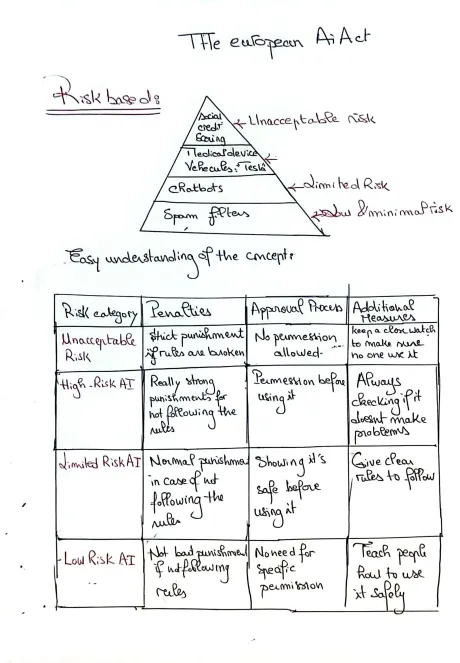 The european Ai Act
Risk based:
Social
credit
Scoring
← Unacceptable risk
Medical device
Vehecules: Tesla
←
chatbots
← Limited Risk
Spam filters
← Low & minimal risk
Easy understanding of the concept:
Risk category
Penalties
Approval Process
Additional
Measures
Unacceptable
Risk
Strict punishment
if rules are broken
No permession
allowed.
keep a close watch
to make sure
no one use it
High-Risk AI
Really strong
punishments for
not following the
rules
Permession before
using it
Always
checking if it
doesnt make
problems
Limited Risk AI
Normal punishment
in case of not
following the
rules
Showing it's
safe before
using it
Give clear
rules to follow
Low Risk AI
Not bad punishment
if not following
rules
No need for
specific
permission
Teach people
how to use
it safely